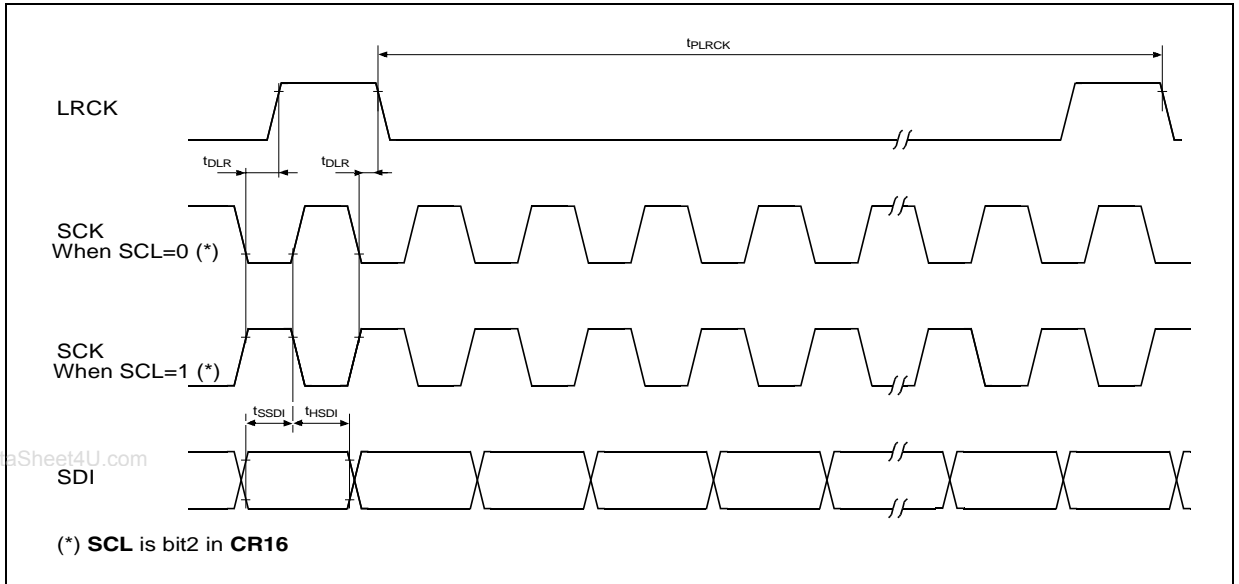 tPLRCK
LRCK
tDLR
tDLR
SCK
When SCL=0 (*)
SCK
When SCL=1 (*)
tSSDI
tHSDI
taSheet4U.com
SDI
(*) SCL is bit2 in CR16